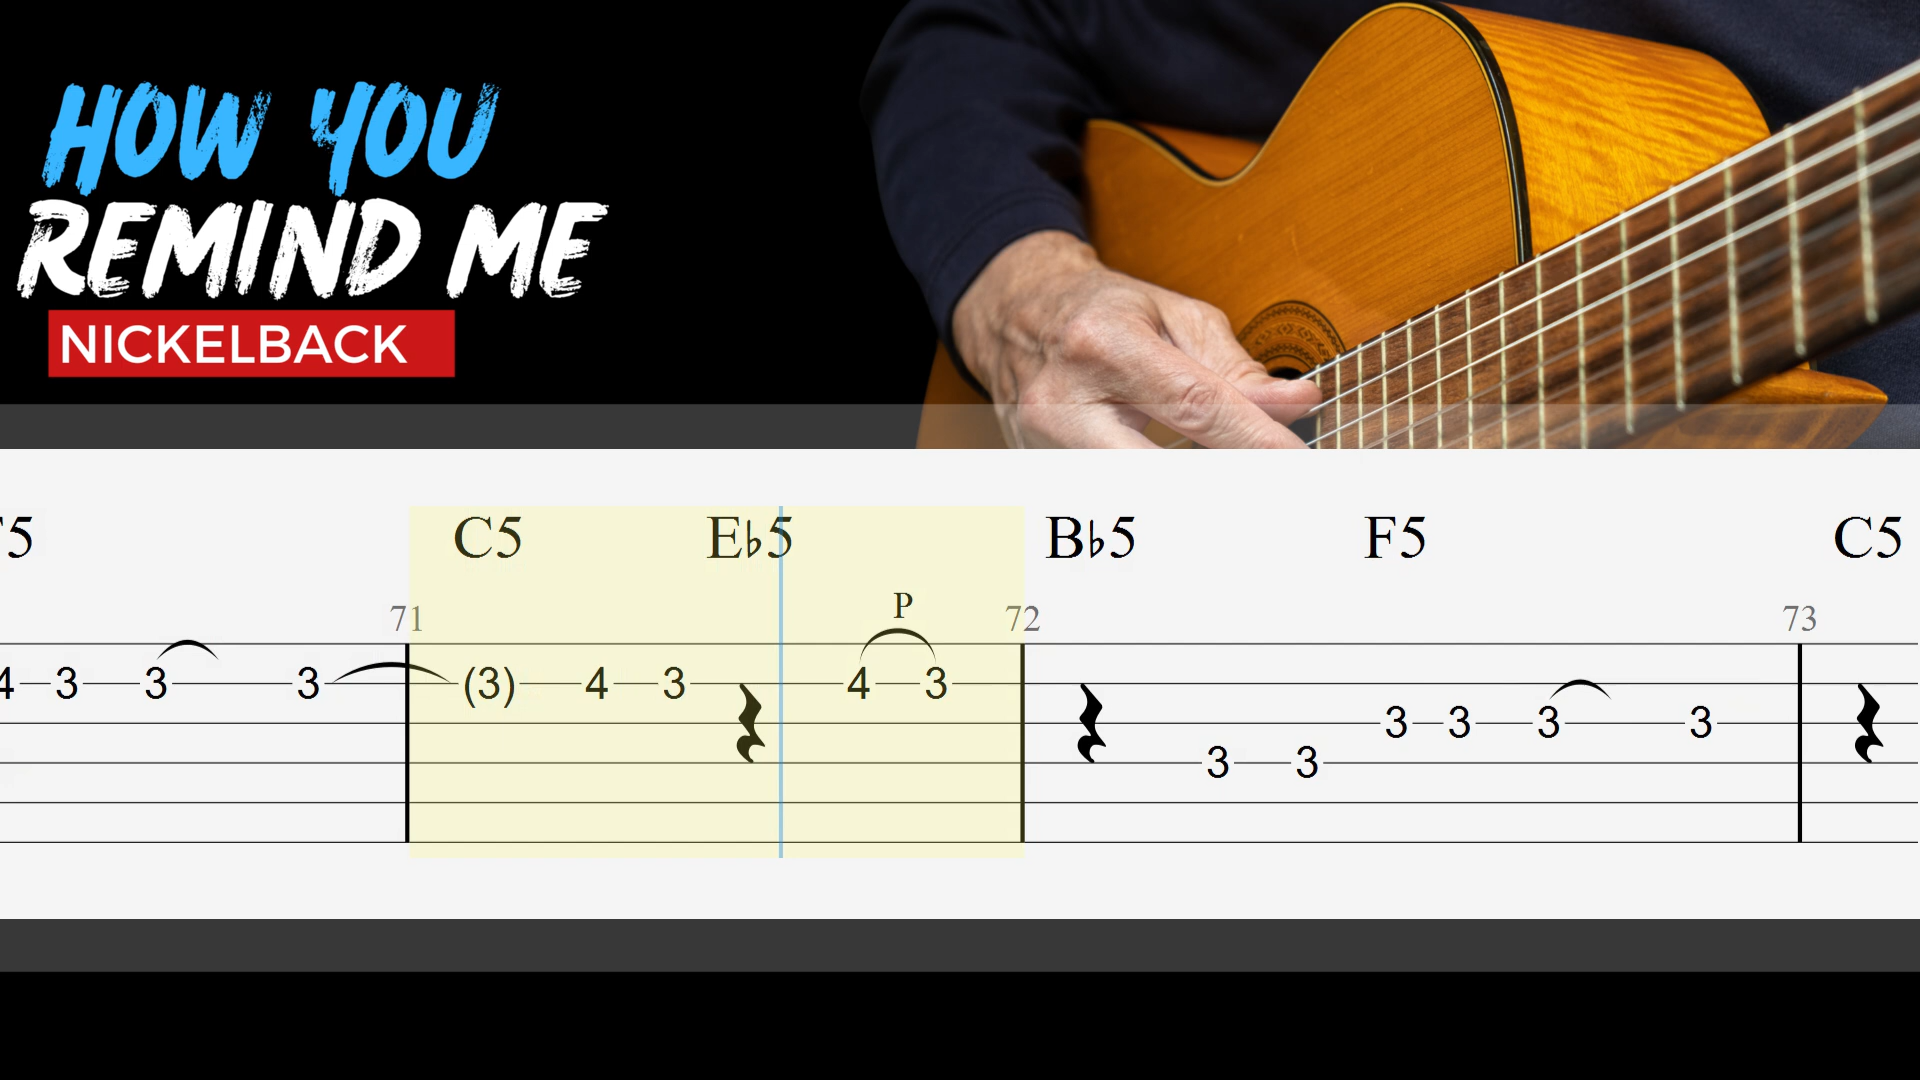 HOW YOU
REMIND ME
NICKELBACK
5 C5 E♭5 B♭5 F5 C5
P
71 72 73
4 3 3 3 (3) 4 3 4 3
3 3 3 3
3 3